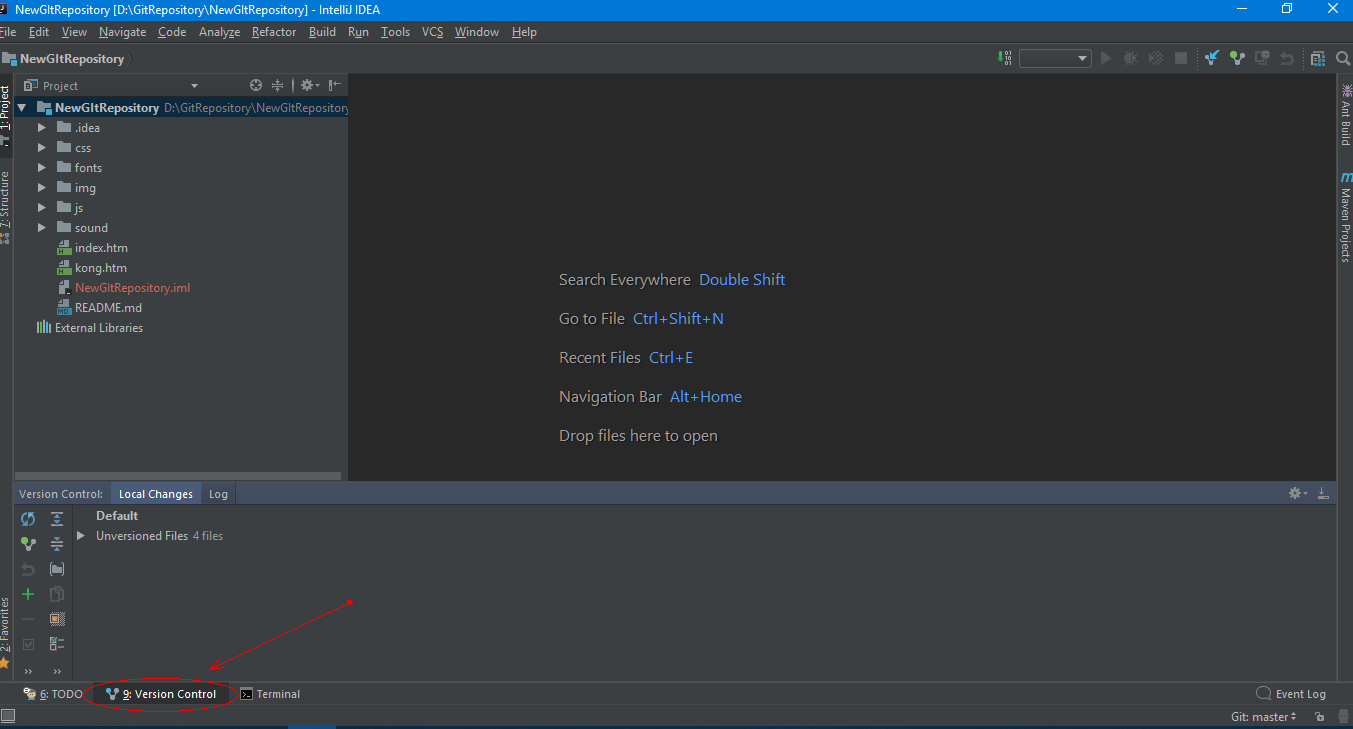 NewGItRepository [D:\GitRepository\NewGItRepository] - IntelliJ IDEA
File Edit View Navigate Code Analyze Refactor Build Run Tools VCS Window Help
NewGItRepository
Project
NewGItRepository D:\GitRepository\NewGItRepository
.idea
css
fonts
img
js
sound
index.htm
kong.htm
NewGItRepository.iml
README.md
External Libraries
1: Project
7: Structure
2: Favorites
Search Everywhere Double Shift
Go to File Ctrl+Shift+N
Recent Files Ctrl+E
Navigation Bar Alt+Home
Drop files here to open
Ant Build
Maven Projects
Version Control: Local Changes Log
Default
Unversioned Files 4 files
6: TODO 9: Version Control Terminal Event Log
Git: master